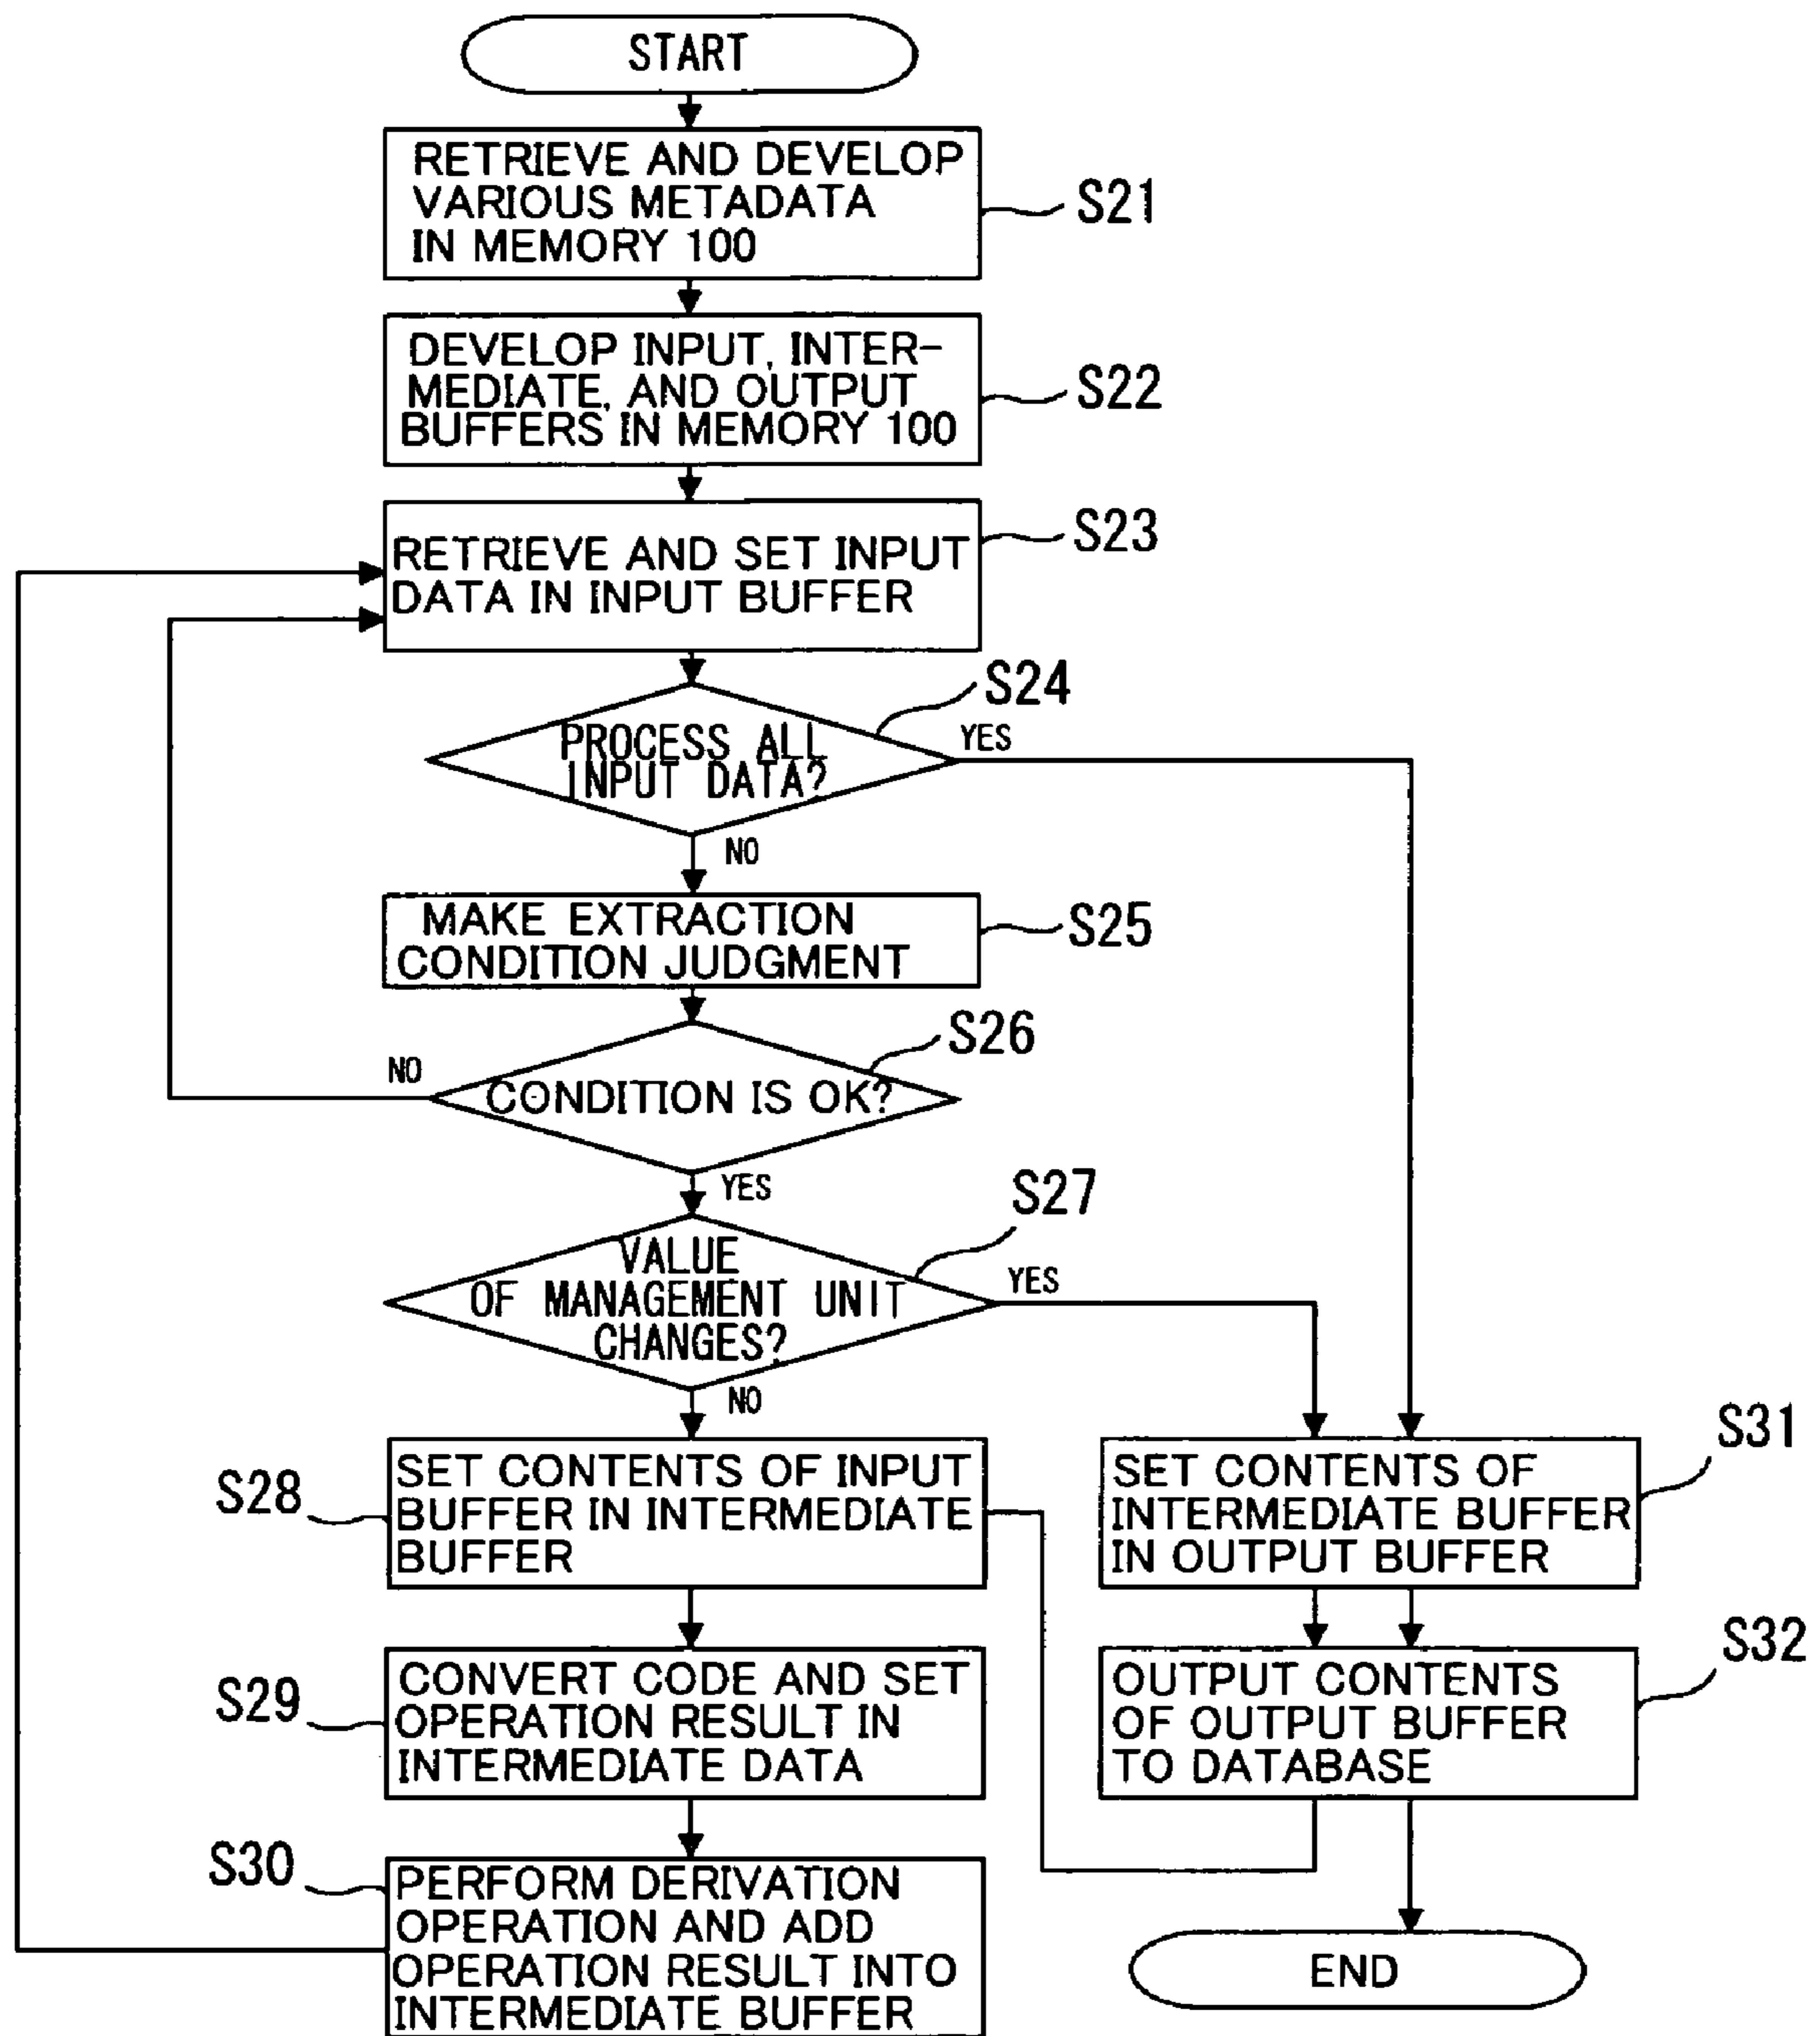 START
RETRIEVE AND DEVELOP
VARIOUS METADATA
IN MEMORY 100
S21
DEVELOP INPUT, INTER-
MEDIATE, AND OUTPUT
BUFFERS IN MEMORY 100
S22
RETRIEVE AND SET INPUT
DATA IN INPUT BUFFER
S23
S24
PROCESS ALL
INPUT DATA?
YES
NO
MAKE EXTRACTION
CONDITION JUDGMENT
S25
S26
NO
CONDITION IS OK?
YES
S27
VALUE
OF MANAGEMENT UNIT
CHANGES?
YES
NO
S28
SET CONTENTS OF INPUT
BUFFER IN INTERMEDIATE
BUFFER
S31
SET CONTENTS OF
INTERMEDIATE BUFFER
IN OUTPUT BUFFER
S29
CONVERT CODE AND SET
OPERATION RESULT IN
INTERMEDIATE DATA
S32
OUTPUT CONTENTS
OF OUTPUT BUFFER
TO DATABASE
S30
PERFORM DERIVATION
OPERATION AND ADD
OPERATION RESULT INTO
INTERMEDIATE BUFFER
END